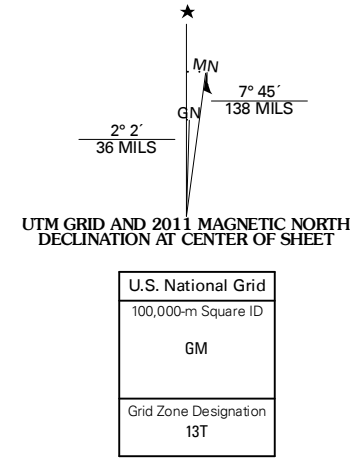 MN
7° 45´
138 MILS
GN
2° 2´
36 MILS
UTM GRID AND 2011 MAGNETIC NORTH
DECLINATION AT CENTER OF SHEET
U.S. National Grid
100,000-m Square ID
GM
Grid Zone Designation
13T